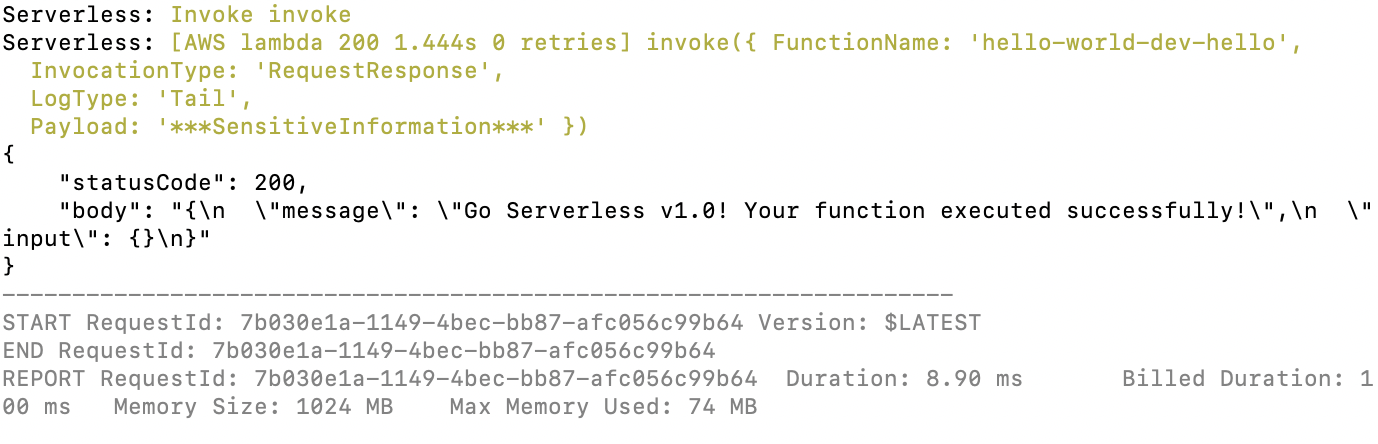 Serverless: Invoke invoke
Serverless: [AWS lambda 200 1.444s 0 retries] invoke({ FunctionName: 'hello-world-dev-hello',
  InvocationType: 'RequestResponse',
  LogType: 'Tail',
  Payload: '***SensitiveInformation***' })
{
    "statusCode": 200,
    "body": "{\n  \"message\": \"Go Serverless v1.0! Your function executed successfully!\",\n  \"
input\": {}\n}"
}
--------------------------------------------------------------------
START RequestId: 7b030e1a-1149-4bec-bb87-afc056c99b64 Version: $LATEST
END RequestId: 7b030e1a-1149-4bec-bb87-afc056c99b64
REPORT RequestId: 7b030e1a-1149-4bec-bb87-afc056c99b64  Duration: 8.90 ms       Billed Duration: 1
00 ms   Memory Size: 1024 MB    Max Memory Used: 74 MB